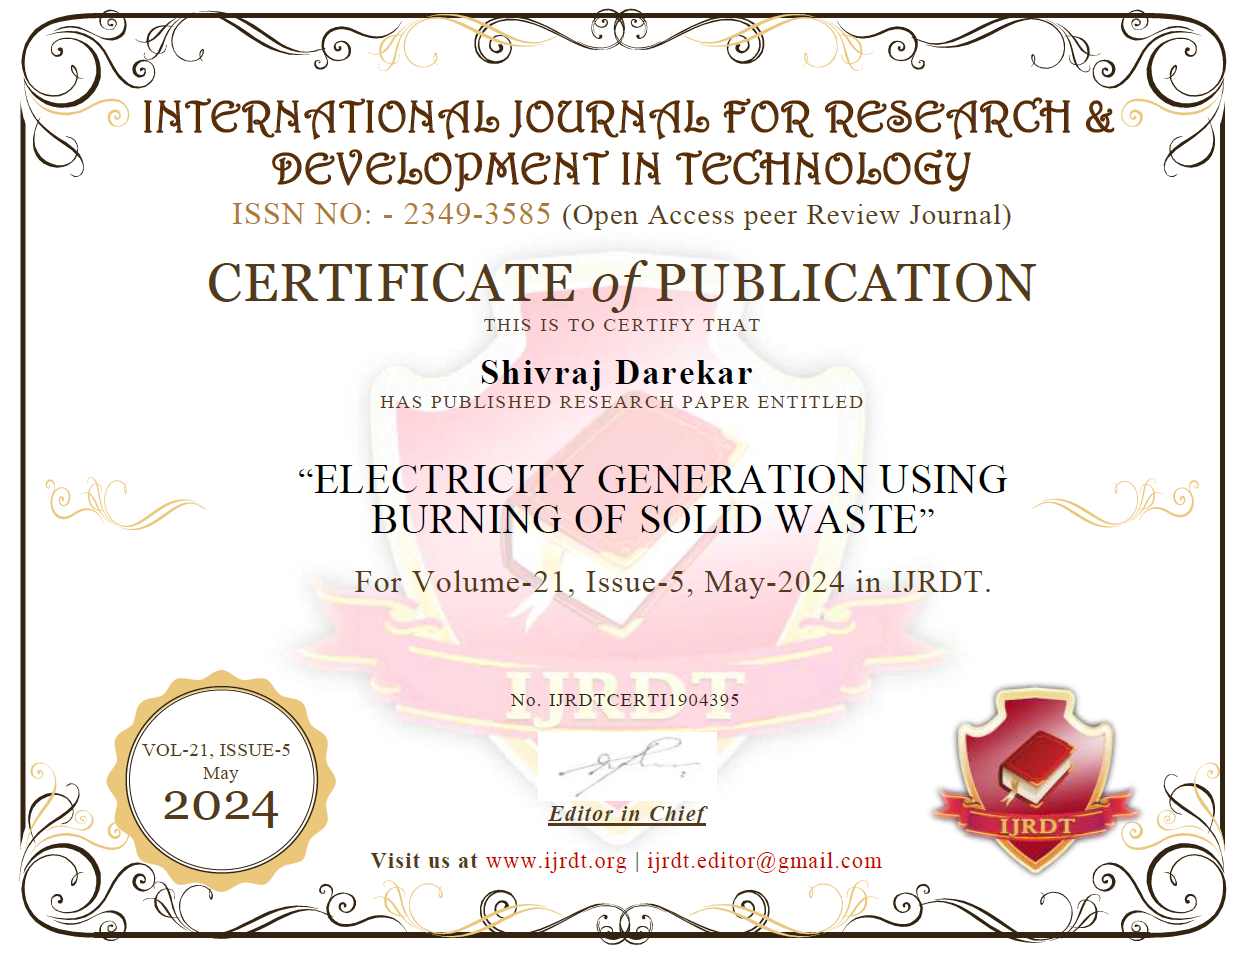 INTERNATIONAL JOURNAL FOR RESEARCH &
DEVELOPMENT IN TECHNOLOGY
ISSN NO: - 2349-3585 (Open Access peer Review Journal)
CERTIFICATE of PUBLICATION
THIS IS TO CERTIFY THAT
Shivraj Darekar
HAS PUBLISHED RESEARCH PAPER ENTITLED
“ELECTRICITY GENERATION USING
BURNING OF SOLID WASTE”
For Volume-21, Issue-5, May-2024 in IJRDT.
IJRDT
No. IJRDTCERTI1904395
VOL-21, ISSUE-5
May
2024
Editor in Chief
IJRDT
Visit us at www.ijrdt.org | ijrdt.editor@gmail.com